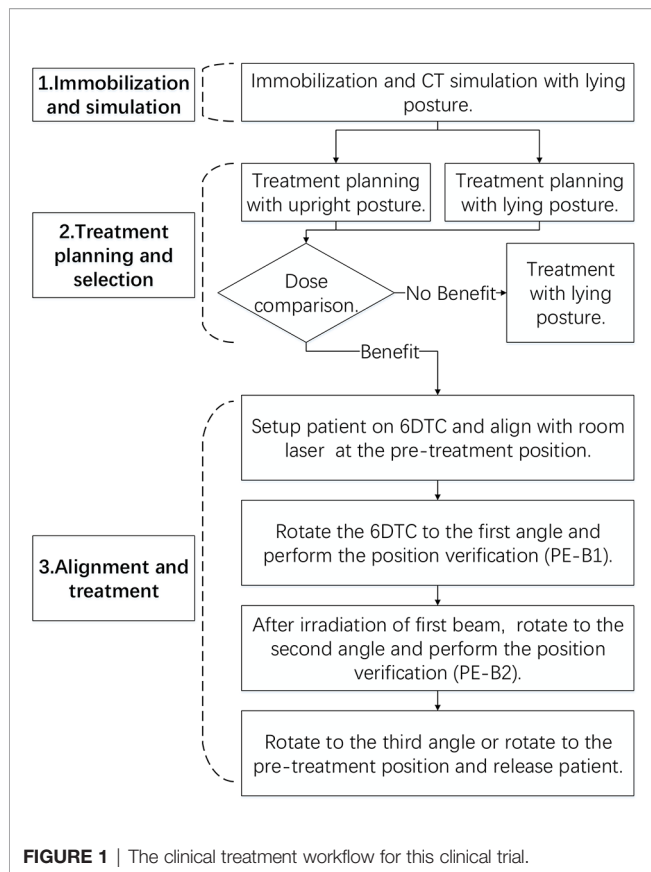 1.Immobilization
and simulation
Immobilization and CT simulation with lying
posture.
2.Treatment
planning and
selection
Treatment planning
with upright posture.
Treatment planning
with lying posture.
Dose
comparison.
No Benefit
Treatment
with lying
posture.
Benefit
3.Alignment and
treatment
Setup patient on 6DTC and align with room
laser at the pre-treatment position.
Rotate the 6DTC to the first angle and
perform the position verification (PE-B1).
After irradiation of first beam, rotate to the
second angle and perform the position
verification (PE-B2).
Rotate to the third angle or rotate to the
pre-treatment position and release patient.
FIGURE 1 | The clinical treatment workflow for this clinical trial.